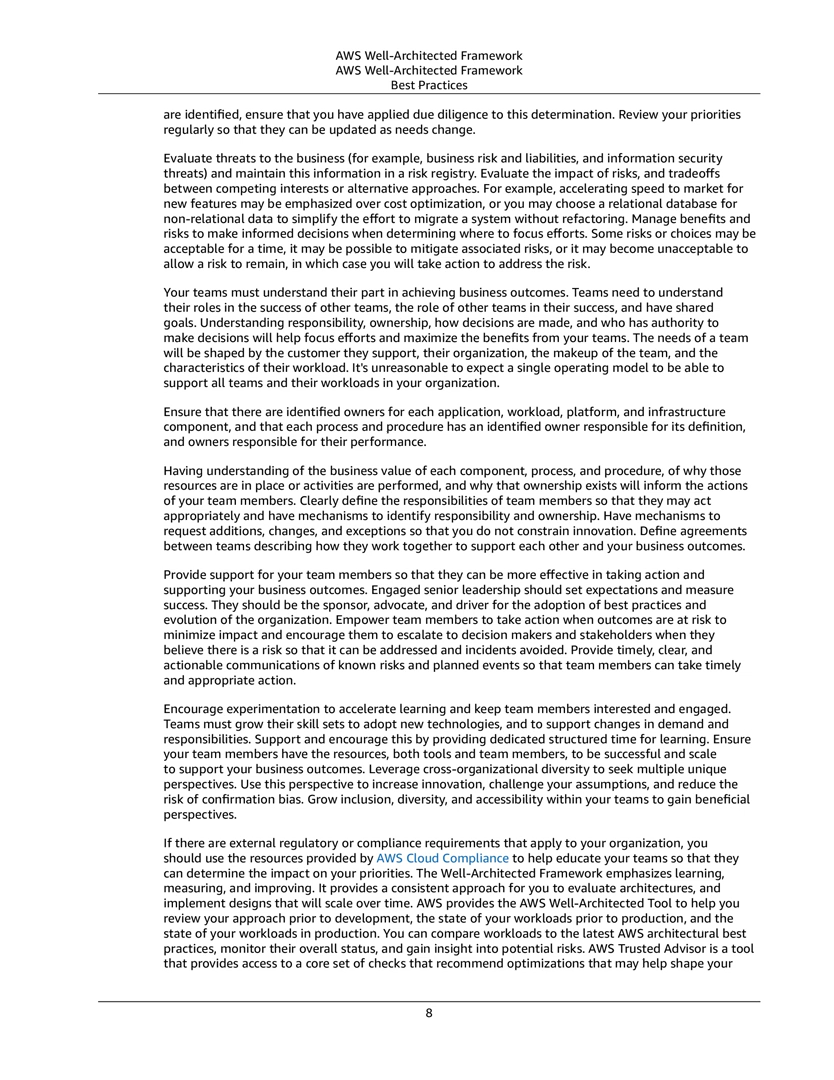 AWS Well-Architected Framework
AWS Well-Architected Framework
Best Practices
are identified, ensure that you have applied due diligence to this determination. Review your priorities
regularly so that they can be updated as needs change.
Evaluate threats to the business (for example, business risk and liabilities, and information security
threats) and maintain this information in a risk registry. Evaluate the impact of risks, and tradeoffs
between competing interests or alternative approaches. For example, accelerating speed to market for
new features may be emphasized over cost optimization, or you may choose a relational database for
non-relational data to simplify the effort to migrate a system without refactoring. Manage benefits and
risks to make informed decisions when determining where to focus efforts. Some risks or choices may be
acceptable for a time, it may be possible to mitigate associated risks, or it may become unacceptable to
allow a risk to remain, in which case you will take action to address the risk.
Your teams must understand their part in achieving business outcomes. Teams need to understand
their roles in the success of other teams, the role of other teams in their success, and have shared
goals. Understanding responsibility, ownership, how decisions are made, and who has authority to
make decisions will help focus efforts and maximize the benefits from your teams. The needs of a team
will be shaped by the customer they support, their organization, the makeup of the team, and the
characteristics of their workload. It's unreasonable to expect a single operating model to be able to
support all teams and their workloads in your organization.
Ensure that there are identified owners for each application, workload, platform, and infrastructure
component, and that each process and procedure has an identified owner responsible for its definition,
and owners responsible for their performance.
Having understanding of the business value of each component, process, and procedure, of why those
resources are in place or activities are performed, and why that ownership exists will inform the actions
of your team members. Clearly define the responsibilities of team members so that they may act
appropriately and have mechanisms to identify responsibility and ownership. Have mechanisms to
request additions, changes, and exceptions so that you do not constrain innovation. Define agreements
between teams describing how they work together to support each other and your business outcomes.
Provide support for your team members so that they can be more effective in taking action and
supporting your business outcomes. Engaged senior leadership should set expectations and measure
success. They should be the sponsor, advocate, and driver for the adoption of best practices and
evolution of the organization. Empower team members to take action when outcomes are at risk to
minimize impact and encourage them to escalate to decision makers and stakeholders when they
believe there is a risk so that it can be addressed and incidents avoided. Provide timely, clear, and
actionable communications of known risks and planned events so that team members can take timely
and appropriate action.
Encourage experimentation to accelerate learning and keep team members interested and engaged.
Teams must grow their skill sets to adopt new technologies, and to support changes in demand and
responsibilities. Support and encourage this by providing dedicated structured time for learning. Ensure
your team members have the resources, both tools and team members, to be successful and scale
to support your business outcomes. Leverage cross-organizational diversity to seek multiple unique
perspectives. Use this perspective to increase innovation, challenge your assumptions, and reduce the
risk of confirmation bias. Grow inclusion, diversity, and accessibility within your teams to gain beneficial
perspectives.
If there are external regulatory or compliance requirements that apply to your organization, you
should use the resources provided by AWS Cloud Compliance to help educate your teams so that they
can determine the impact on your priorities. The Well-Architected Framework emphasizes learning,
measuring, and improving. It provides a consistent approach for you to evaluate architectures, and
implement designs that will scale over time. AWS provides the AWS Well-Architected Tool to help you
review your approach prior to development, the state of your workloads prior to production, and the
state of your workloads in production. You can compare workloads to the latest AWS architectural best
practices, monitor their overall status, and gain insight into potential risks. AWS Trusted Advisor is a tool
that provides access to a core set of checks that recommend optimizations that may help shape your
8